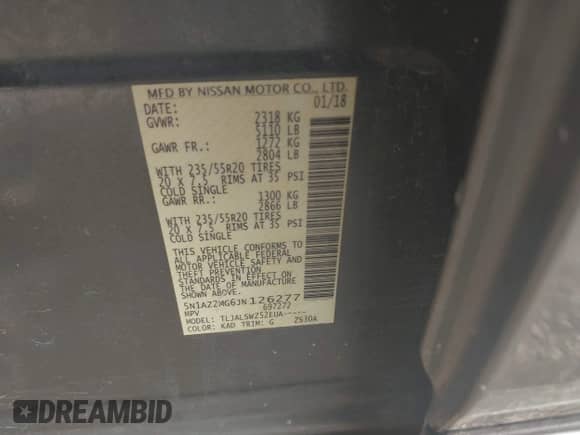 MFD BY NISSAN MOTOR CO., LTD.
DATE: 01/18
GVWR: 2318 KG
5110 LB
GAWR FR.: 1272 KG
2804 LB
WITH 235/55R20 TIRES
20 X 7.5 RIMS AT 35 PSI
COLD SINGLE
GAWR RR.: 1300 KG
2866 LB
WITH 235/55R20 TIRES
20 X 7.5 RIMS AT 35 PSI
COLD SINGLE
THIS VEHICLE CONFORMS TO
ALL APPLICABLE FEDERAL
MOTOR VEHICLE SAFETY
STANDARDS IN EFFECT ON
THE DATE OF MANUFACTURE
SHOWN ABOVE.
5N1AZ2MG6JN126277
MPV 697272
MODEL: TLJALSWZ52EUA-----
COLOR: KAD TRIM: G ZS30A
DREAMBID